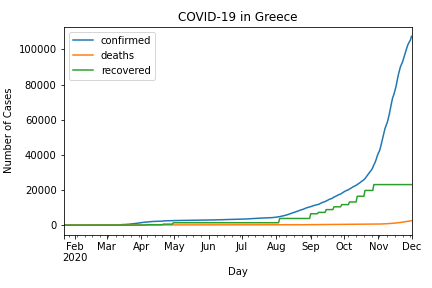 COVID-19 in Greece
confirmed
deaths
recovered
Number of Cases
100000
80000
60000
40000
20000
0
Feb Mar Apr May Jun Jul Aug Sep Oct Nov Dec
2020
Day